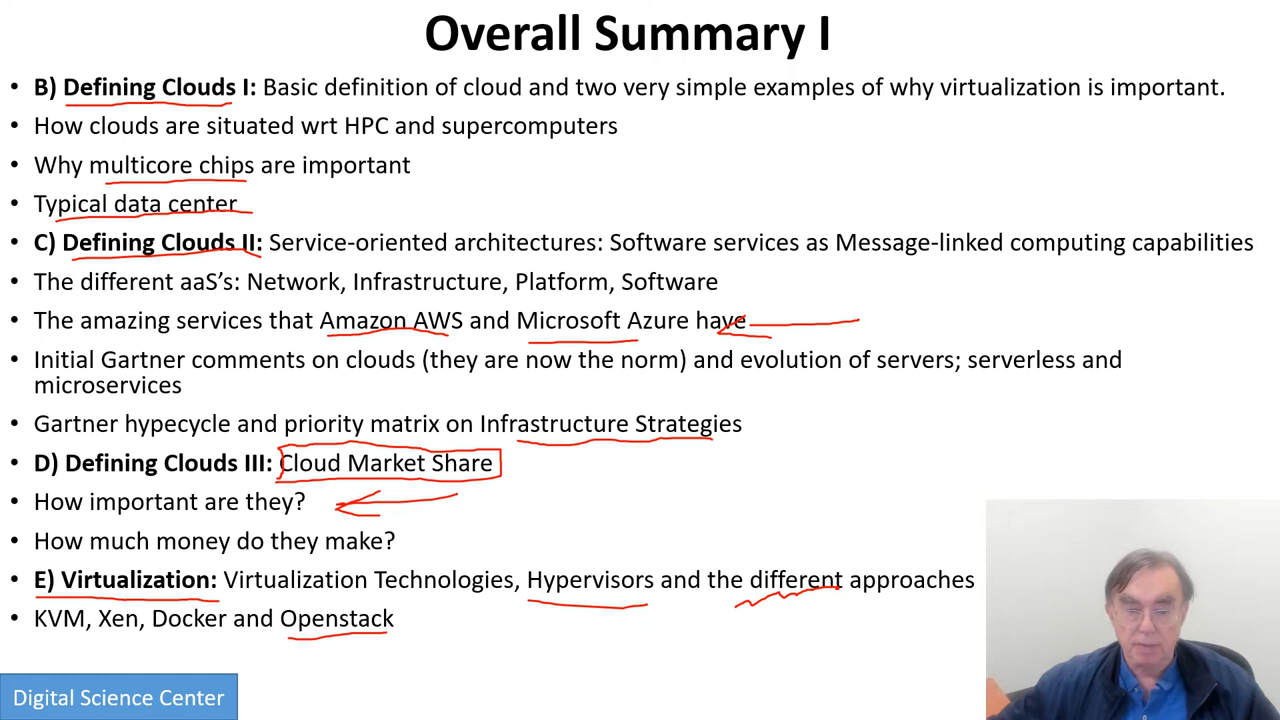 Overall Summary I
• B) Defining Clouds I: Basic definition of cloud and two very simple examples of why virtualization is important.
• How clouds are situated wrt HPC and supercomputers
• Why multicore chips are important
• Typical data center
• C) Defining Clouds II: Service-oriented architectures: Software services as Message-linked computing capabilities
• The different aaS’s: Network, Infrastructure, Platform, Software
• The amazing services that Amazon AWS and Microsoft Azure have
• Initial Gartner comments on clouds (they are now the norm) and evolution of servers; serverless and
microservices
• Gartner hypecycle and priority matrix on Infrastructure Strategies
• D) Defining Clouds III: Cloud Market Share
• How important are they?
• How much money do they make?
• E) Virtualization: Virtualization Technologies, Hypervisors and the different approaches
• KVM, Xen, Docker and Openstack
Digital Science Center